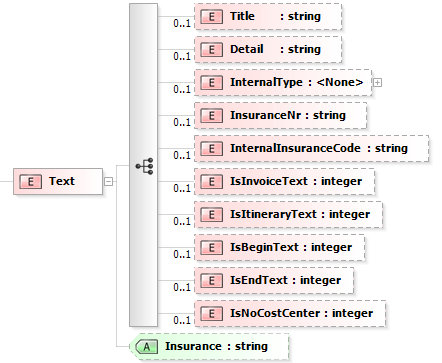 E Title : string
0..1
E Detail : string
0..1
E InternalType : <None>
0..1
E InsuranceNr : string
0..1
E InternalInsuranceCode : string
0..1
E Text
E IsInvoiceText : integer
0..1
E IsItineraryText : integer
0..1
E IsBeginText : integer
0..1
E IsEndText : integer
0..1
E IsNoCostCenter : integer
0..1
A Insurance : string